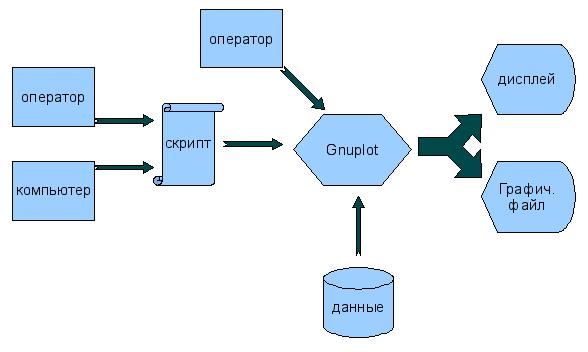 оператор
оператор
компьютер
скрипт
Gnuplot
дисплей
Графич.
файл
данные